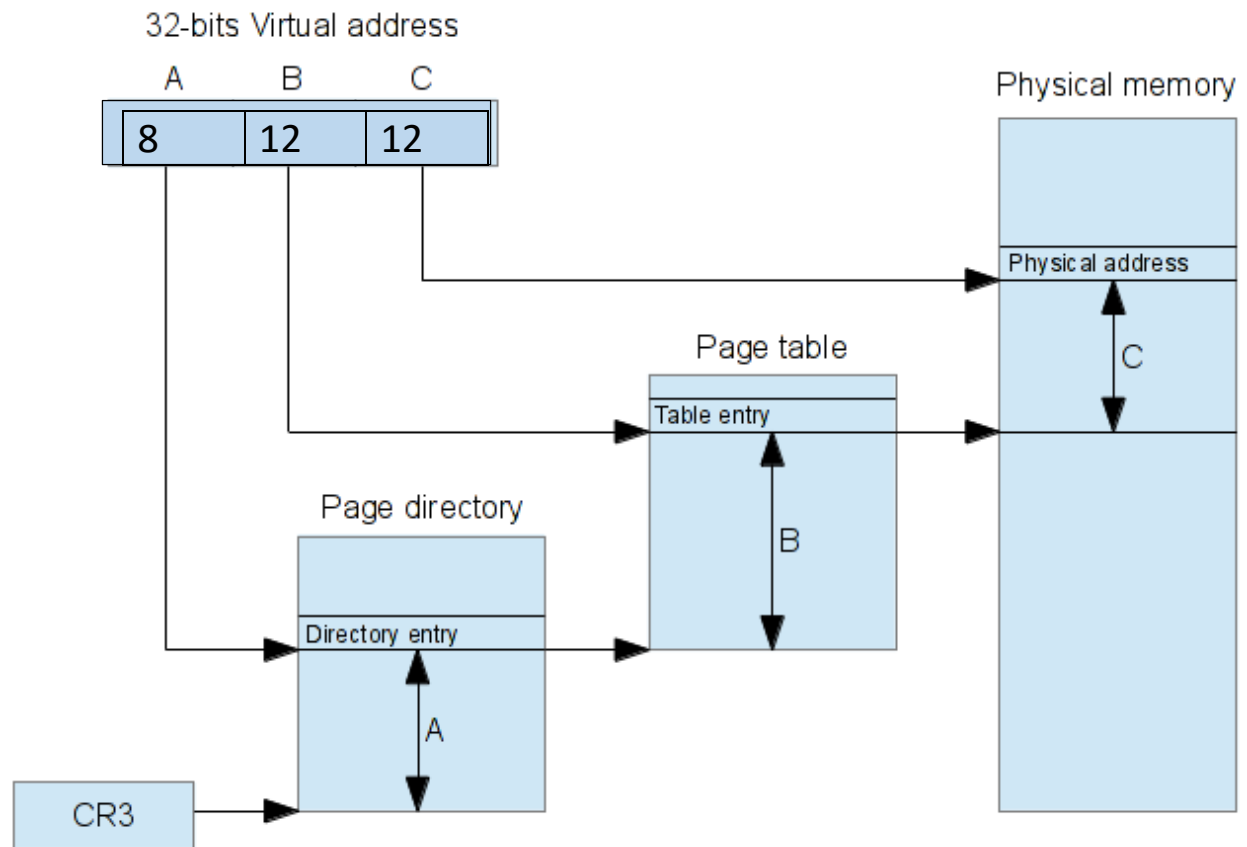 32-bits Virtual address
A B C
8 12 12
Physical memory
Physical address
C
Page table
Table entry
B
Page directory
Directory entry
A
CR3